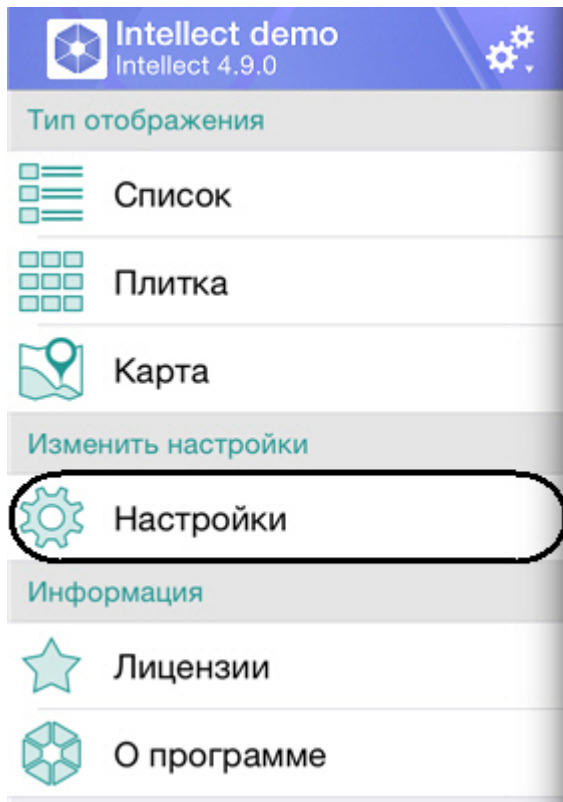 Intellect demo
Intellect 4.9.0
Тип отображения
Список
Плитка
Карта
Изменить настройки
Настройки
Информация
Лицензии
О программе